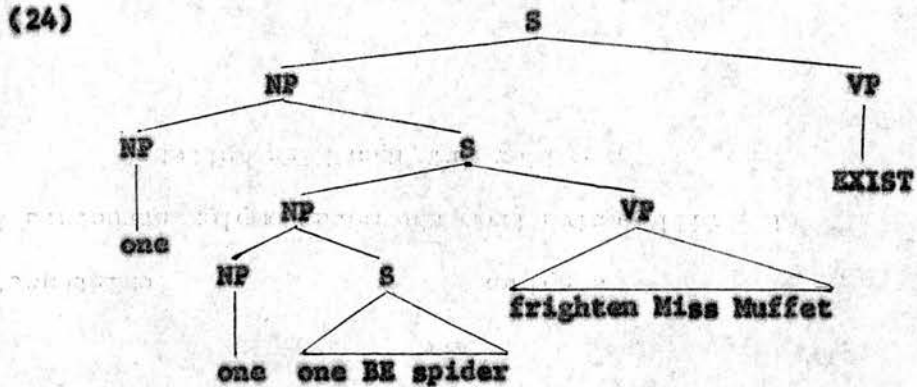 (24) S
NP VP
NP S EXIST
one NP VP
NP S frighten Miss Muffet
one one BE spider